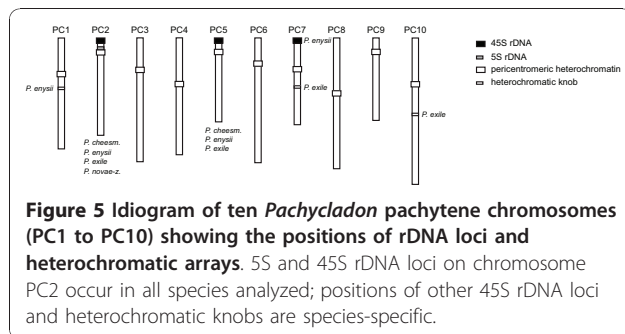 PC1 PC2 PC3 PC4 PC5 PC6 PC7 PC8 PC9 PC10
45S rDNA
5S rDNA
pericentromeric heterochromatin
heterochromatic knob
P. enysii
P. enysii
P. exile
P. exile
P. cheesm.
P. enysii
P. exile
P. novae-z.
P. cheesm.
P. enysii
P. exile
Figure 5 Idiogram of ten Pachycladon pachytene chromosomes
(PC1 to PC10) showing the positions of rDNA loci and
heterochromatic arrays. 5S and 45S rDNA loci on chromosome
PC2 occur in all species analyzed; positions of other 45S rDNA loci
and heterochromatic knobs are species-specific.